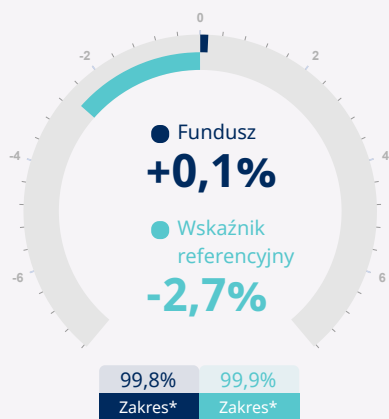 0
-2
2
-4
4
-6
6
Fundusz
+0,1%
Wskaźnik
referencyjny
-2,7%
99,8% 99,9%
Zakres* Zakres*